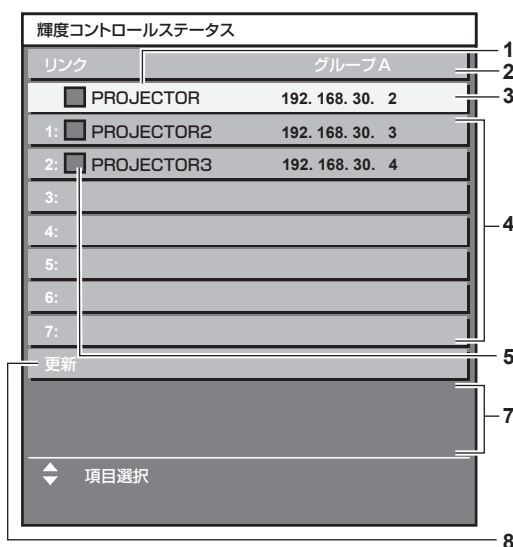 輝度コントロールステータス
リンク グループA
PROJECTOR 192. 168. 30. 2
1: PROJECTOR2 192. 168. 30. 3
2: PROJECTOR3 192. 168. 30. 4
3:
4:
5:
6:
7:
更新
項目選択
1
2
3
4
5
7
8